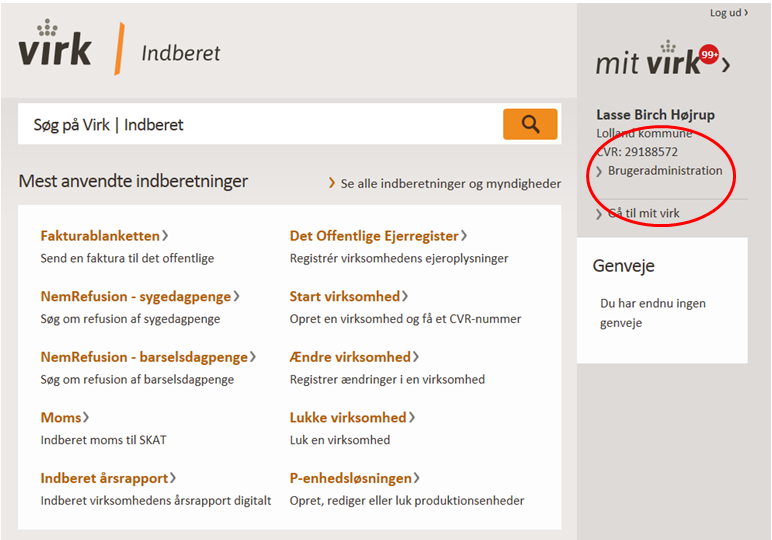 Log ud ›
virk
Indberet
mit virk 99+ ›
Søg på Virk | Indberet
Lasse Birch Højrup
Lolland kommune
CVR: 29188572
› Brugeradministration
› Gå til mit virk
Mest anvendte indberetninger
› Se alle indberetninger og myndigheder
Fakturablanketten›
Send en faktura til det offentlige
Det Offentlige Ejerregister›
Registrér virksomhedens ejeroplysninger
NemRefusion - sygedagpenge›
Søg om refusion af sygedagpenge
Start virksomhed›
Opret en virksomhed og få et CVR-nummer
NemRefusion - barselsdagpenge›
Søg om refusion af barselsdagpenge
Ændre virksomhed›
Registrer ændringer i en virksomhed
Moms›
Indberet moms til SKAT
Lukke virksomhed›
Luk en virksomhed
Indberet årsrapport›
Indberet virksomhedens årsrapport digitalt
P-enhedsløsningen›
Opret, rediger eller luk produktionsenheder
Genveje
Du har endnu ingen
genveje